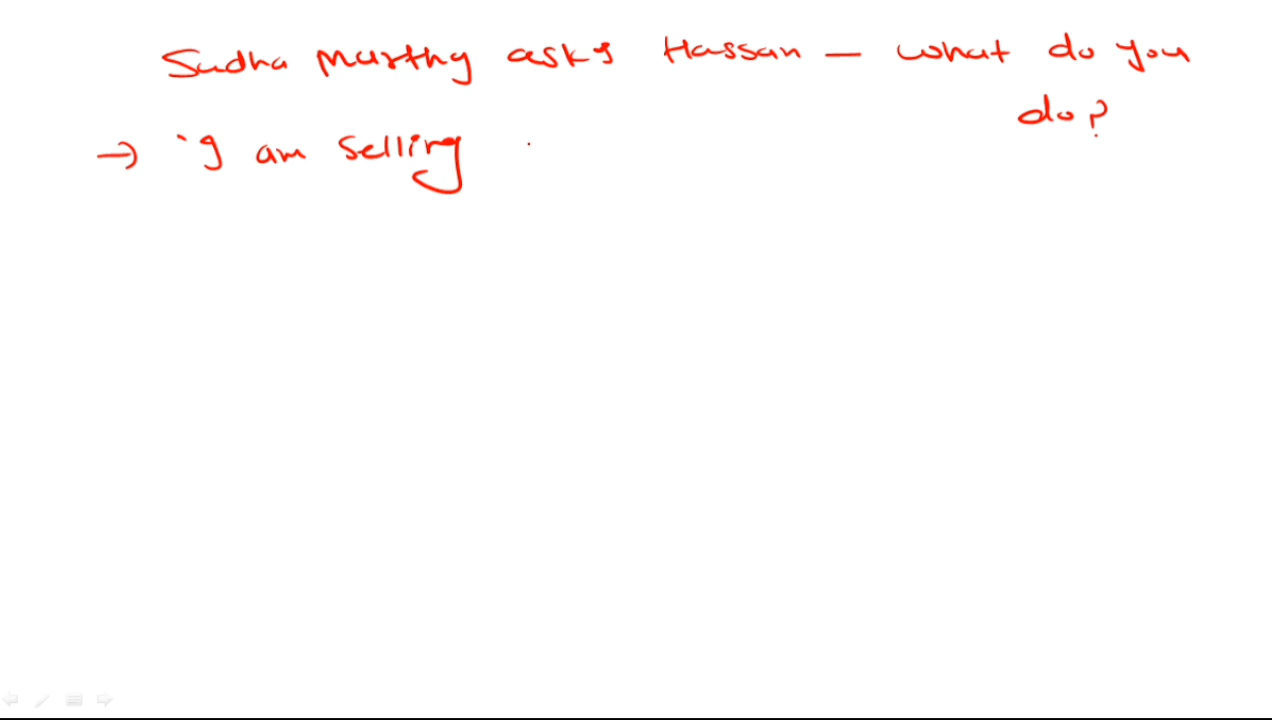 Sudha Murthy asks Hassan — what do you
do?
→ 'I am selling